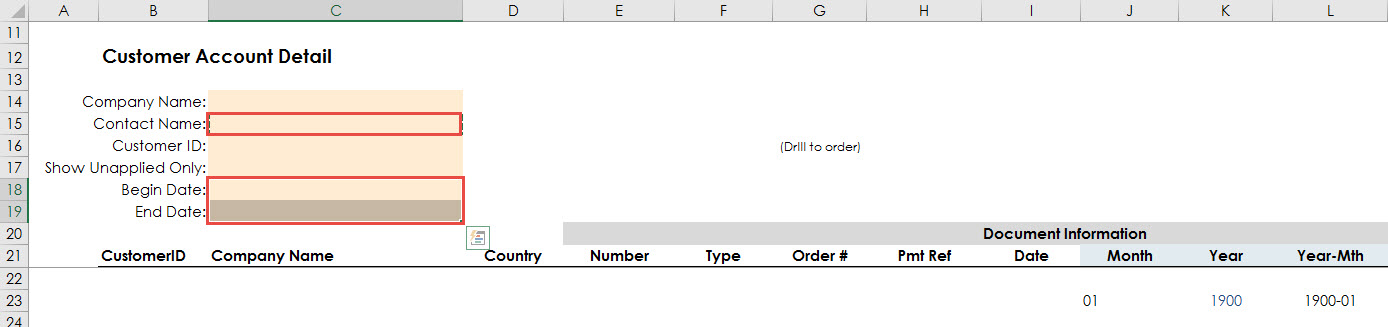 A B C D E F G H I J K L
11
12 Customer Account Detail
13
14 Company Name:
15 Contact Name:
16 Customer ID: (Drill to order)
17 Show Unapplied Only:
18 Begin Date:
19 End Date:
20 Document Information
21 CustomerID Company Name Country Number Type Order # Pmt Ref Date Month Year Year-Mth
22
23 01 1900 1900-01
24